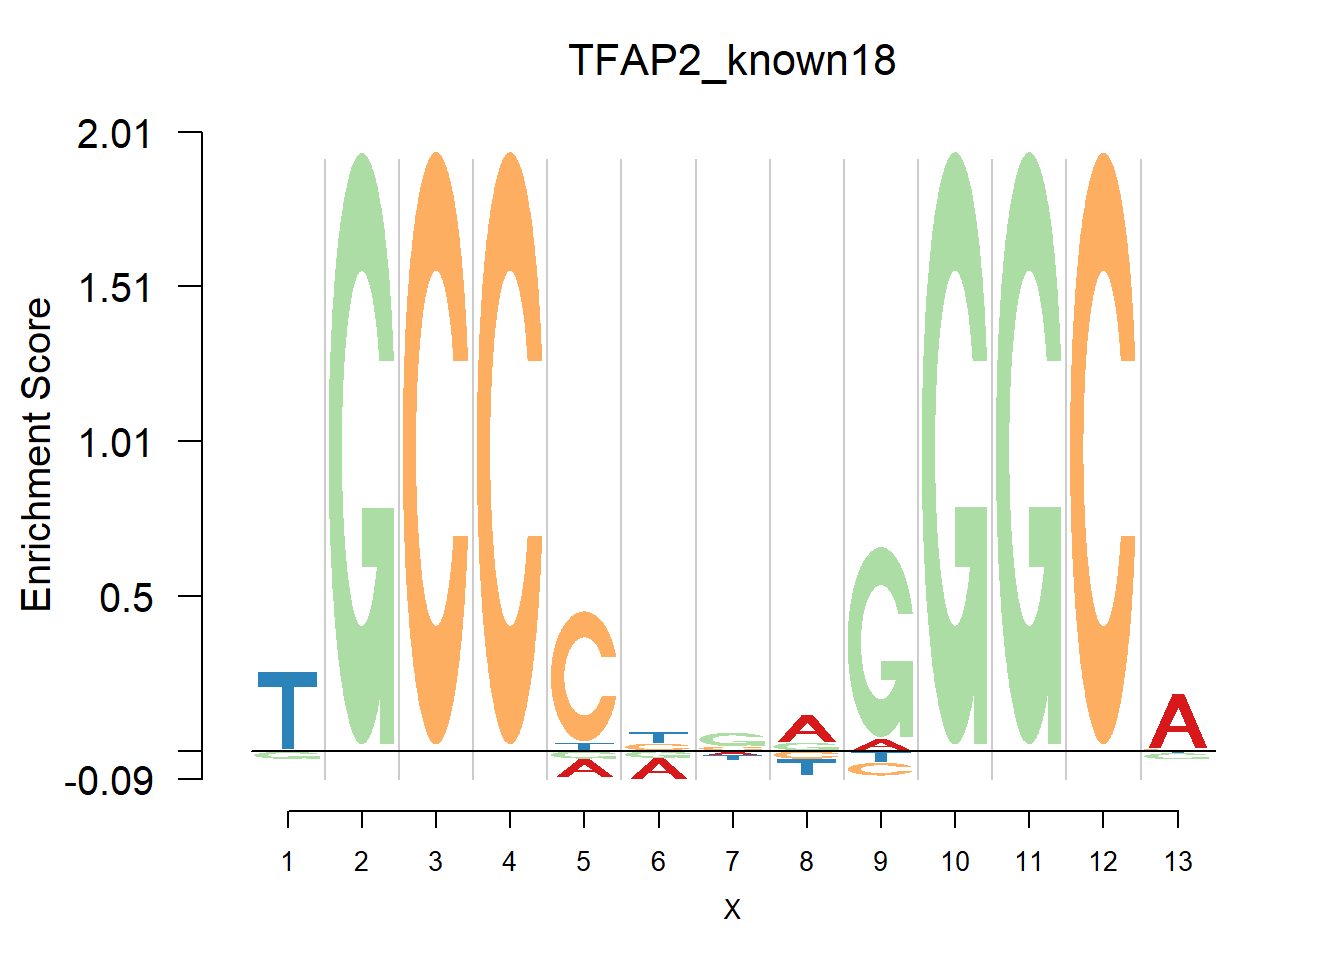 TFAP2_known18
2.01
1.51
1.01
0.5
-0.09
Enrichment Score
T G C C C T G A G G G C A
G T C C G A T C
G G A C T A G
A A T T C
1 2 3 4 5 6 7 8 9 10 11 12 13
X